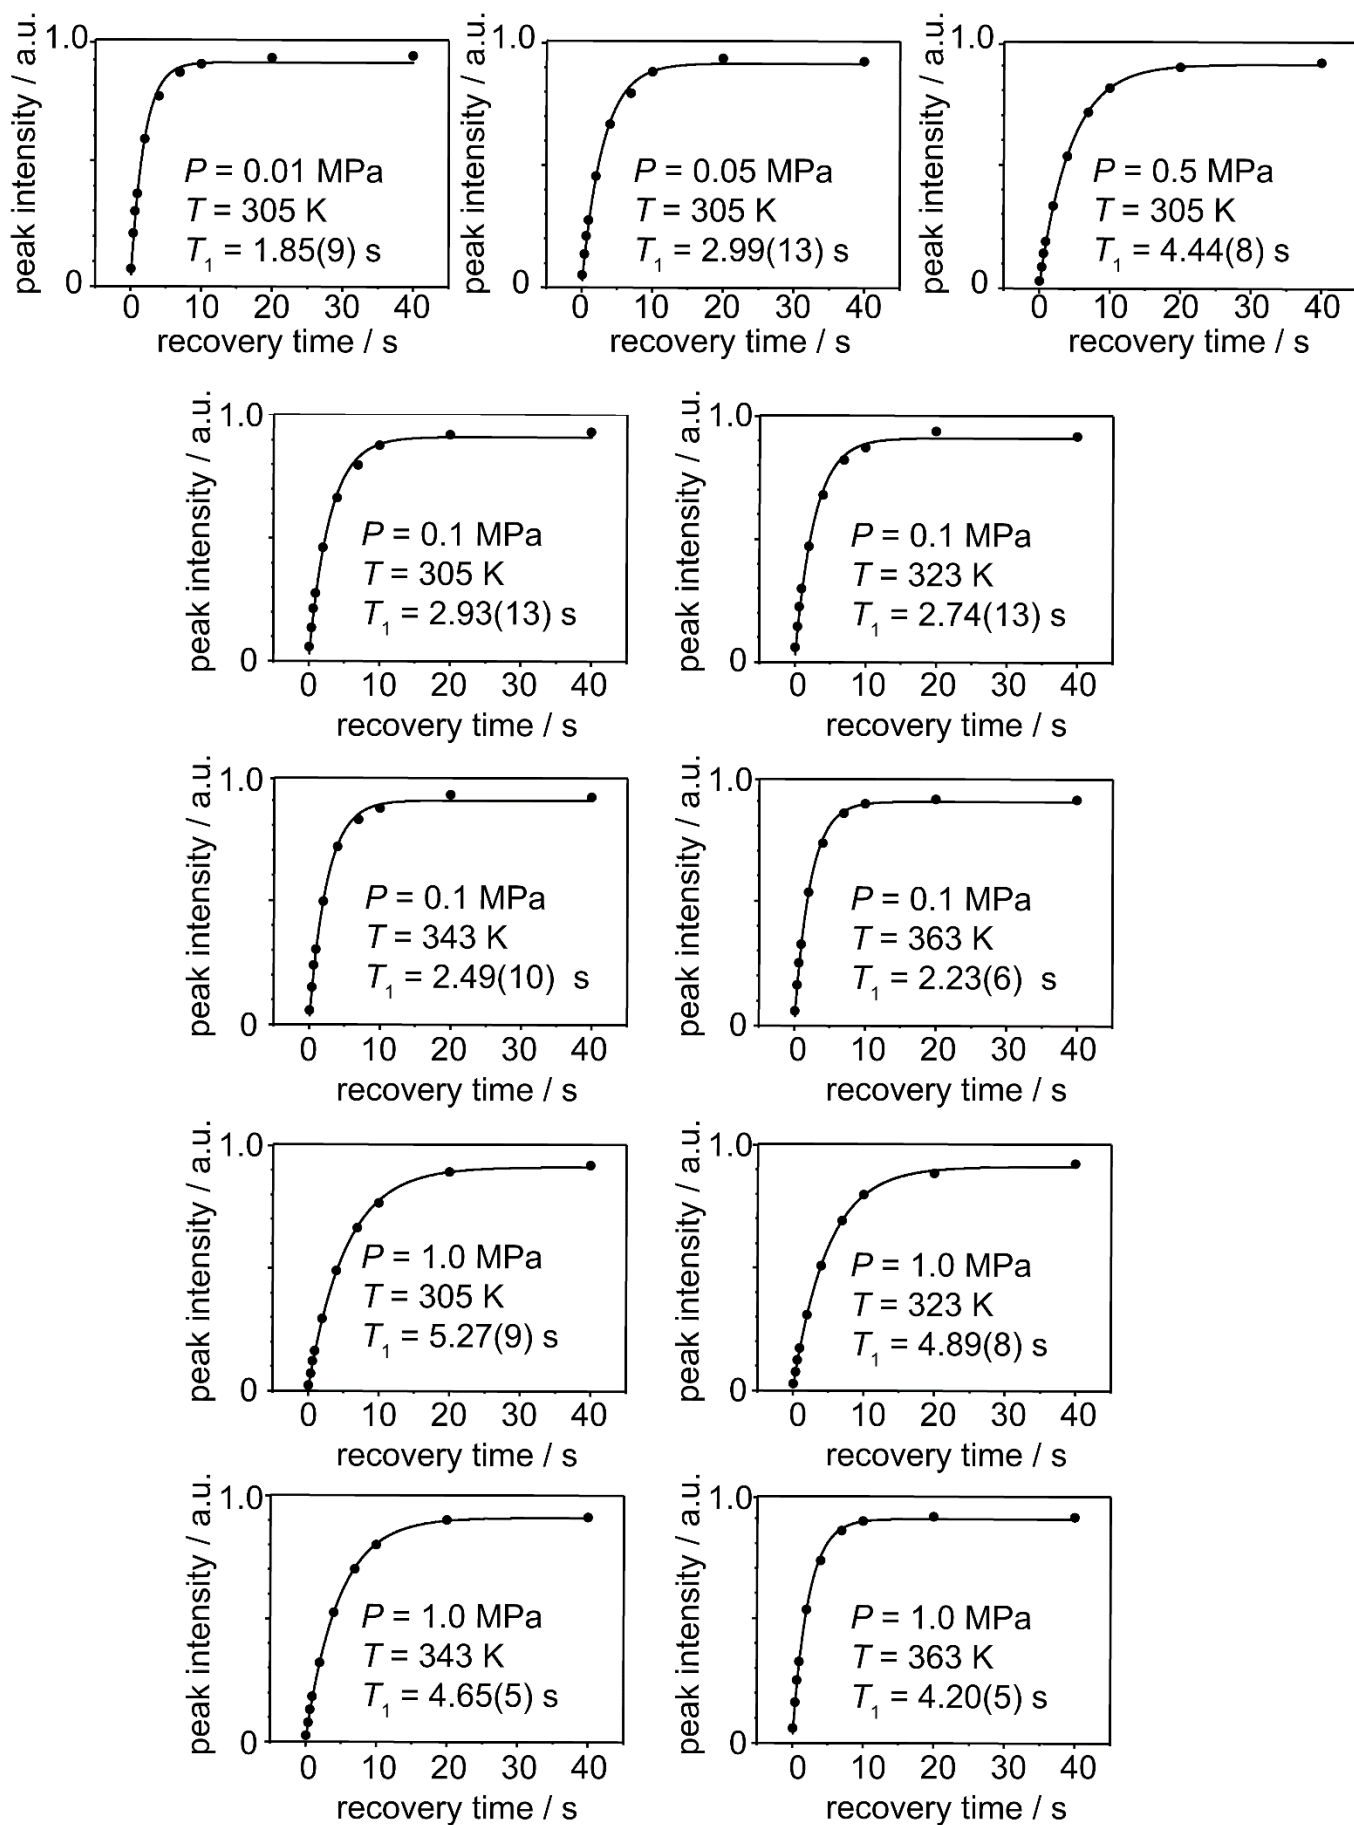 peak intensity / a.u.
1.0
0
P = 0.01 MPa
T = 305 K
T1 = 1.85(9) s
0 10 20 30 40
recovery time / s
peak intensity / a.u.
1.0
0
P = 0.05 MPa
T = 305 K
T1 = 2.99(13) s
0 10 20 30 40
recovery time / s
peak intensity / a.u.
1.0
0
P = 0.5 MPa
T = 305 K
T1 = 4.44(8) s
0 10 20 30 40
recovery time / s
peak intensity / a.u.
1.0
0
P = 0.1 MPa
T = 305 K
T1 = 2.93(13) s
0 10 20 30 40
recovery time / s
peak intensity / a.u.
1.0
0
P = 0.1 MPa
T = 323 K
T1 = 2.74(13) s
0 10 20 30 40
recovery time / s
peak intensity / a.u.
1.0
0
P = 0.1 MPa
T = 343 K
T1 = 2.49(10) s
0 10 20 30 40
recovery time / s
peak intensity / a.u.
1.0
0
P = 0.1 MPa
T = 363 K
T1 = 2.23(6) s
0 10 20 30 40
recovery time / s
peak intensity / a.u.
1.0
0
P = 1.0 MPa
T = 305 K
T1 = 5.27(9) s
0 10 20 30 40
recovery time / s
peak intensity / a.u.
1.0
0
P = 1.0 MPa
T = 323 K
T1 = 4.89(8) s
0 10 20 30 40
recovery time / s
peak intensity / a.u.
1.0
0
P = 1.0 MPa
T = 343 K
T1 = 4.65(5) s
0 10 20 30 40
recovery time / s
peak intensity / a.u.
1.0
0
P = 1.0 MPa
T = 363 K
T1 = 4.20(5) s
0 10 20 30 40
recovery time / s